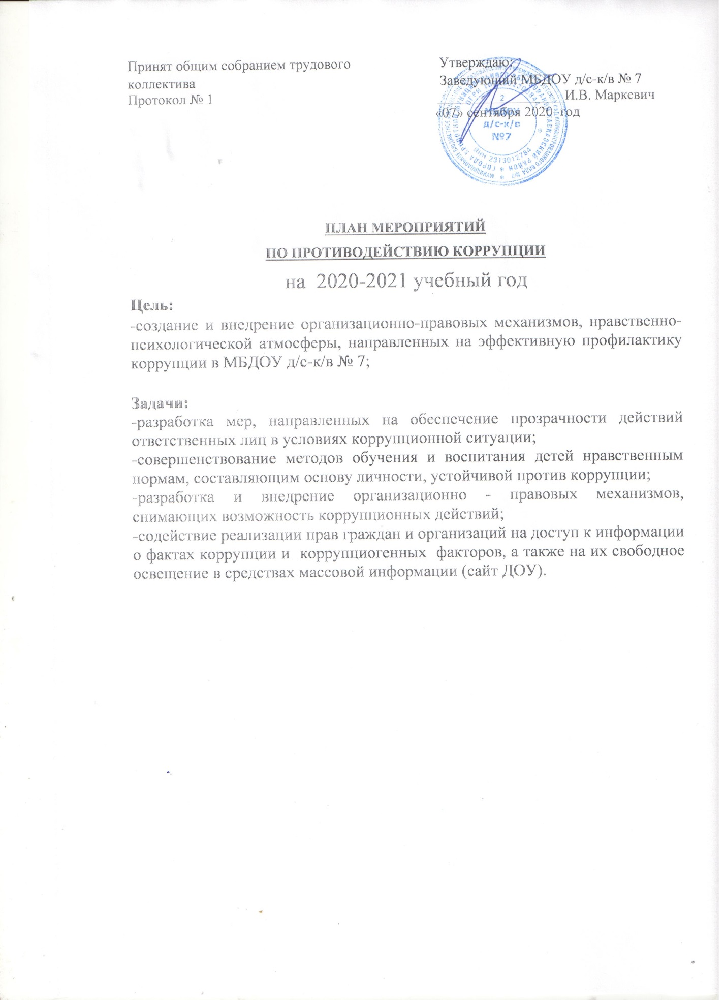 Принят общим собранием трудового
коллектива
Протокол № 1
Утверждаю:
Заведующий МБДОУ д/с-к/в № 7
И.В. Маркевич
«07» сентября 2020 год
2
МБДОУ
д/с-к/в
№7
ИНН 2313012784
ПЛАН МЕРОПРИЯТИЙ
ПО ПРОТИВОДЕЙСТВИЮ КОРРУПЦИИ
на 2020-2021 учебный год
Цель:
-создание и внедрение организационно-правовых механизмов, нравственно-
психологической атмосферы, направленных на эффективную профилактику
коррупции в МБДОУ д/с-к/в № 7;
Задачи:
-разработка мер, направленных на обеспечение прозрачности действий
ответственных лиц в условиях коррупционной ситуации;
-совершенствование методов обучения и воспитания детей нравственным
нормам, составляющим основу личности, устойчивой против коррупции;
-разработка и внедрение организационно - правовых механизмов,
снимающих возможность коррупционных действий;
-содействие реализации прав граждан и организаций на доступ к информации
о фактах коррупции и коррупциогенных факторов, а также на их свободное
освещение в средствах массовой информации (сайт ДОУ).